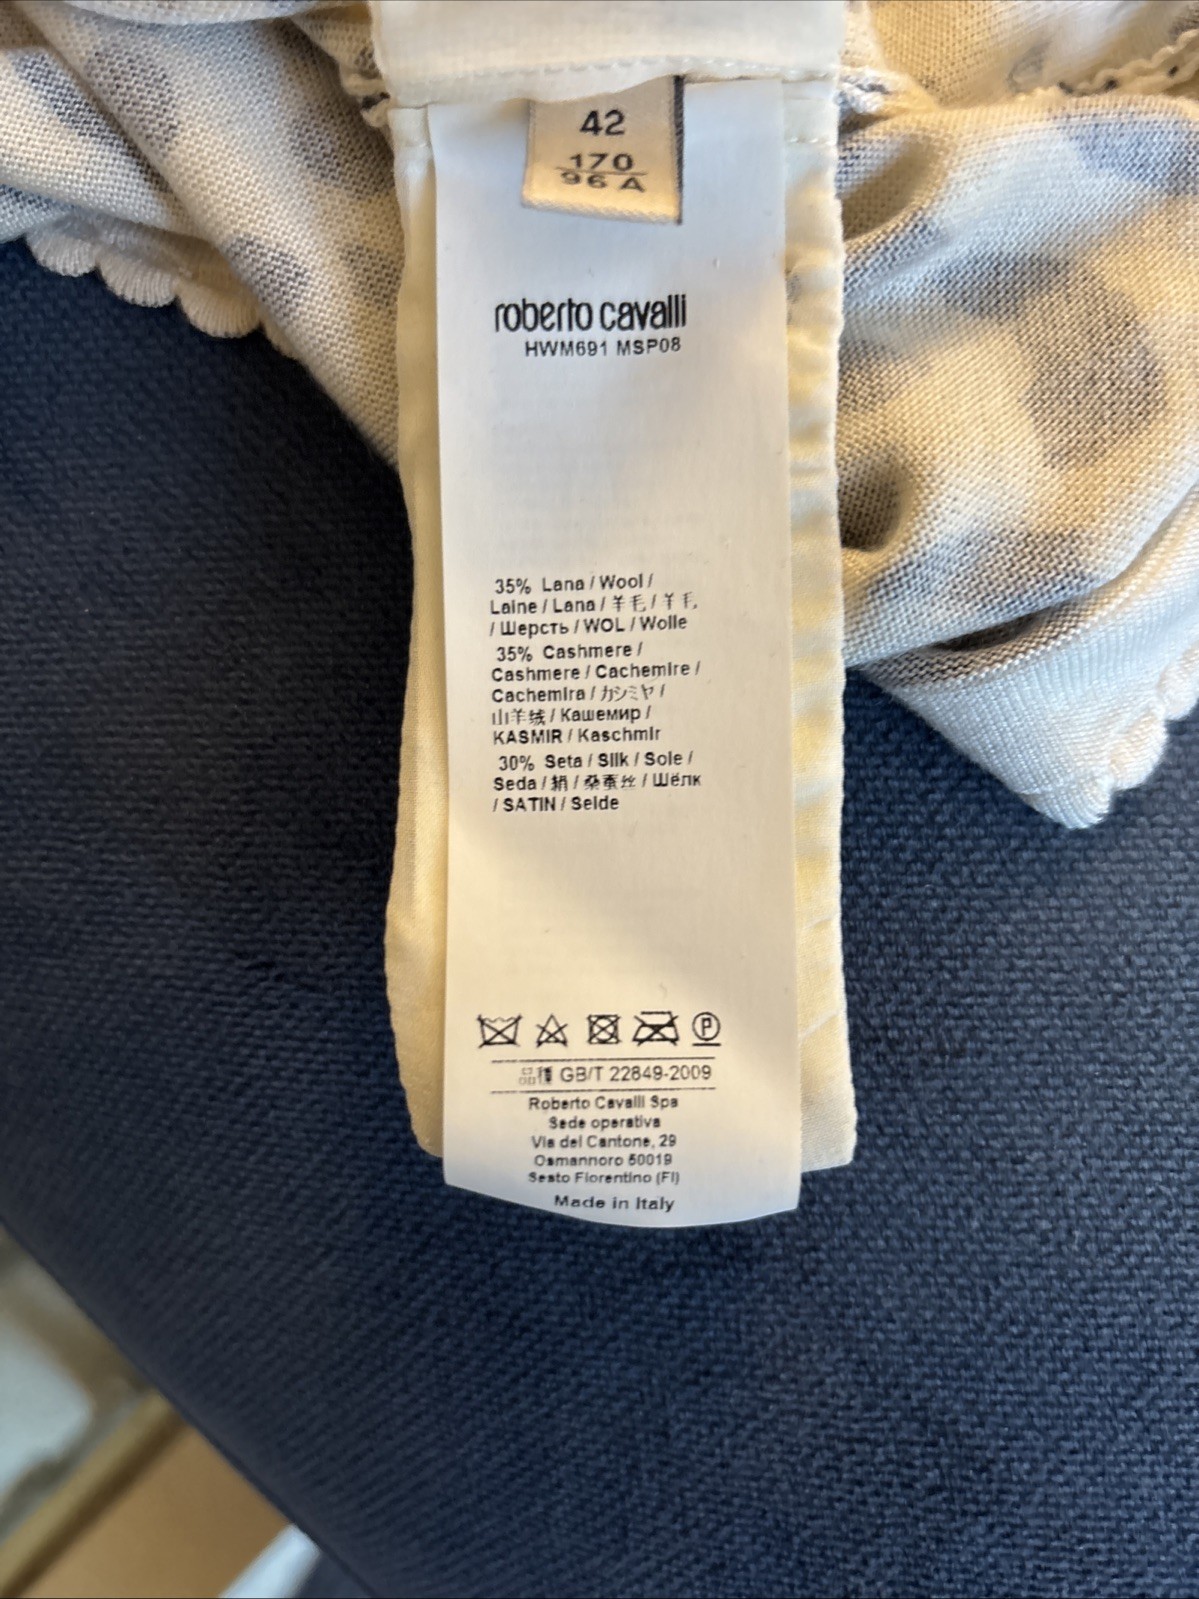 42
170
96 A
roberto cavalli
HWM691 MSP08
35% Lana / Wool /
Laine / Lana / 羊毛 / 羊毛
/ Шерсть / WOL / Wolle
35% Cashmere /
Cashmere / Cachemire /
Cachemira / カシミヤ /
山羊绒 / Кашемир /
KASMIR / Kaschmir
30% Seta / Silk / Soie /
Seda / 絹 / 桑蚕丝 / Шёлк
/ SATIN / Seide
P
品種 GB/T 22849-2009
Roberto Cavalli Spa
Sede operativa
Via del Cantone, 29
Osmannoro 50019
Sesto Fiorentino (FI)
Made in Italy